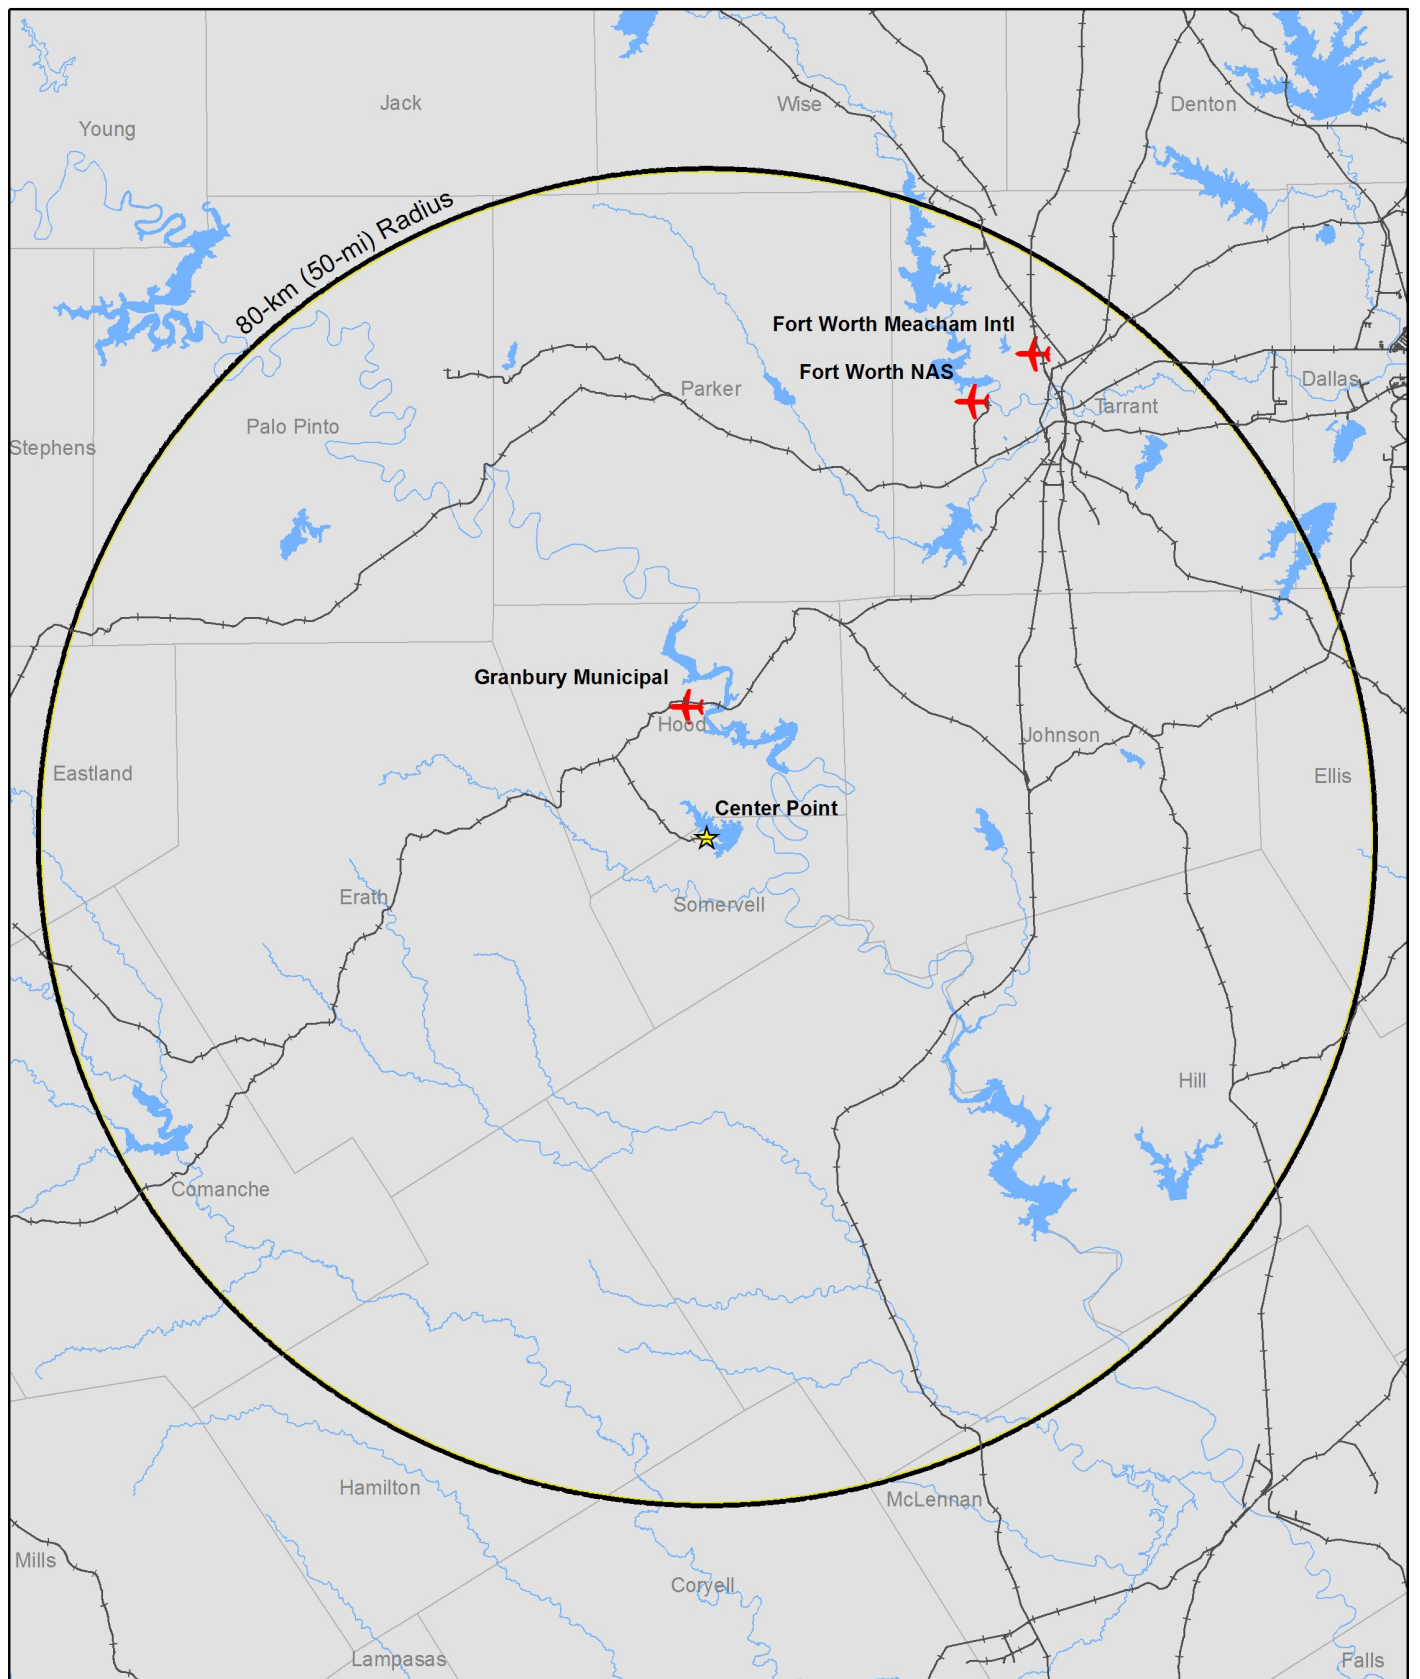 Jack
Wise
Denton
Young
80-km (50-mi) Radius
Fort Worth Meacham Intl
Fort Worth NAS
Dallas
Parker
Tarrant
Palo Pinto
Stephens
Granbury Municipal
Hood
Johnson
Eastland
Ellis
Center Point
Erath
Somervell
Hill
Comanche
Hamilton
McLennan
Mills
Coryell
Lampasas
Falls